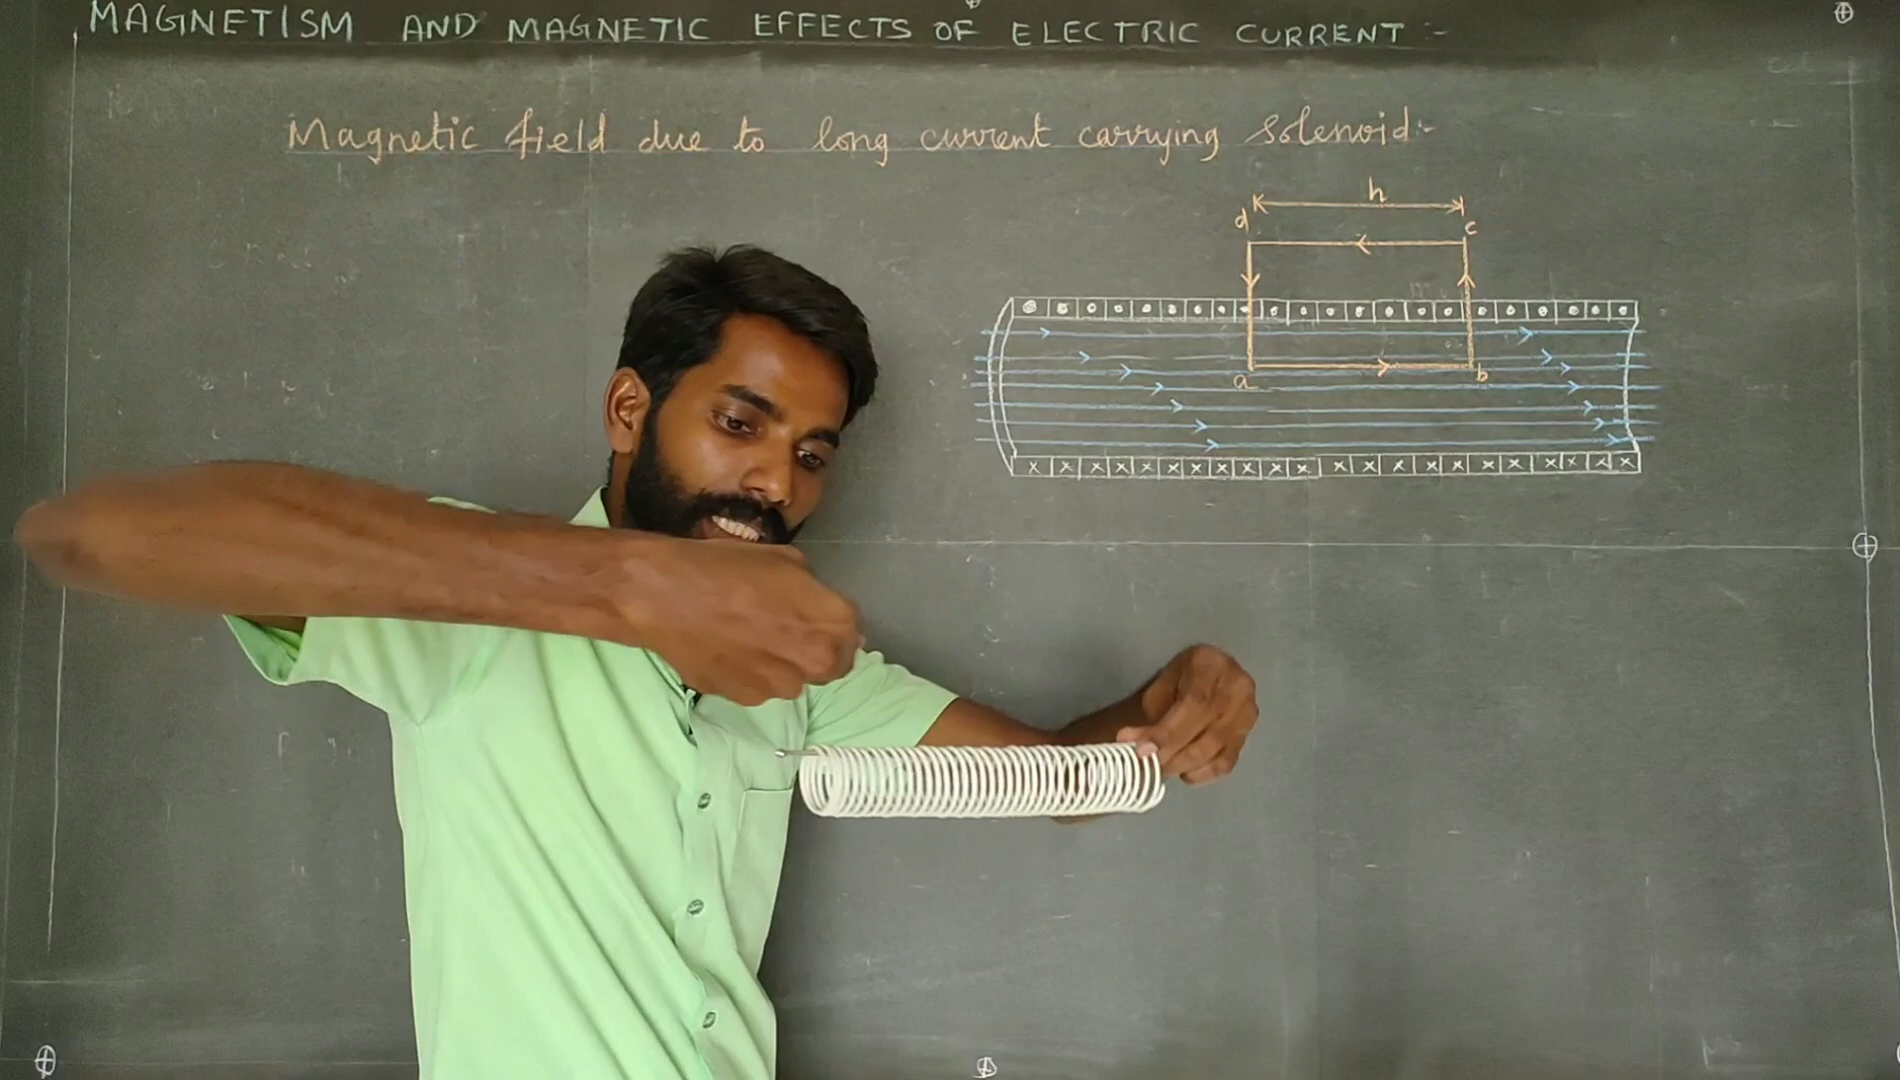 MAGNETISM AND MAGNETIC EFFECTS OF ELECTRIC CURRENT :-
Magnetic field due to long current carrying solenoid:-
h
d c
a b
x x x x x x x x x x x x x x x x x x x x x